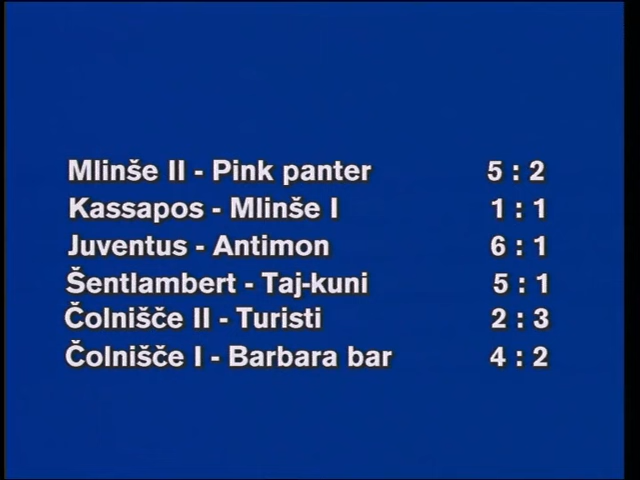 Mlinše II - Pink panter 5 : 2
Kassapos - Mlinše I 1 : 1
Juventus - Antimon 6 : 1
Šentlambert - Taj-kuni 5 : 1
Čolnišče II - Turisti 2 : 3
Čolnišče I - Barbara bar 4 : 2